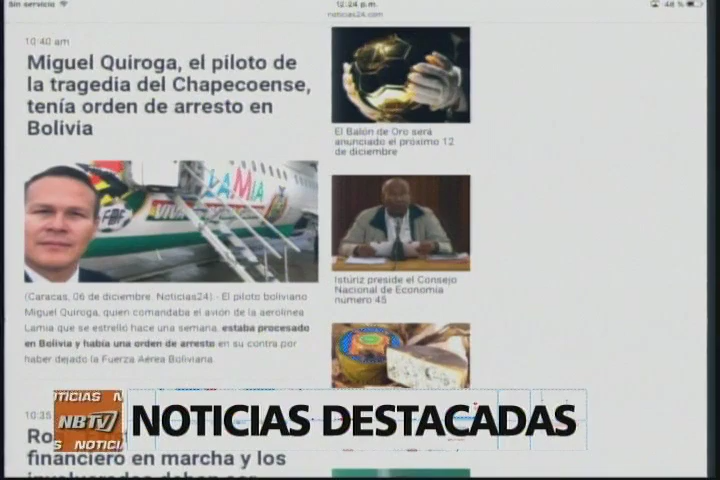 Sin servicio
12:24 p.m.
48 %
noticias24.com
10:40 am
Miguel Quiroga, el piloto de
la tragedia del Chapecoense,
tenía orden de arresto en
Bolivia
LAMIA
FBF
(Caracas, 06 de diciembre. Noticias24).- El piloto boliviano
Miguel Quiroga, quien comandaba el avión de la aerolínea
Lamia que se estrelló hace una semana, estaba procesado
en Bolivia y había una orden de arresto en su contra por
haber dejado la Fuerza Aérea Boliviana.
El Balón de Oro será
anunciado el próximo 12
de diciembre
Istúriz preside el Consejo
Nacional de Economía
número 45
10:35
Ro
financiero en marcha y los
NOTICIAS N
NBTV
S NOTICI
NOTICIAS DESTACADAS